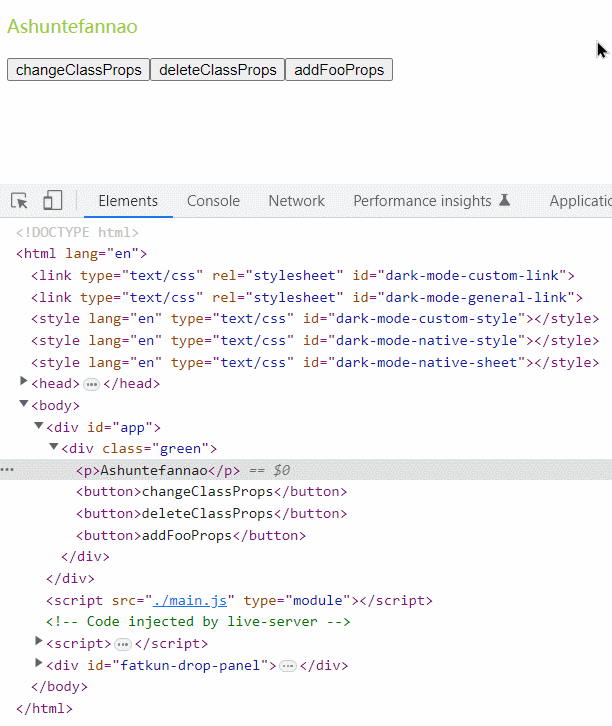 Ashuntefannao
changeClassProps deleteClassProps addFooProps
Elements Console Network Performance insights
<!DOCTYPE html>
<html lang="en">
<link type="text/css" rel="stylesheet" id="dark-mode-custom-link">
<link type="text/css" rel="stylesheet" id="dark-mode-general-link">
<style lang="en" type="text/css" id="dark-mode-custom-style"></style>
<style lang="en" type="text/css" id="dark-mode-native-style"></style>
<style lang="en" type="text/css" id="dark-mode-native-sheet"></style>
<head>…</head>
<body>
<div id="app">
<div class="green">
<p>Ashuntefannao</p> == $0
<button>changeClassProps</button>
<button>deleteClassProps</button>
<button>addFooProps</button>
</div>
</div>
<script src="./main.js" type="module"></script>
<!-- Code injected by live-server -->
<script>…</script>
<div id="fatkun-drop-panel">…</div>
</body>
</html>